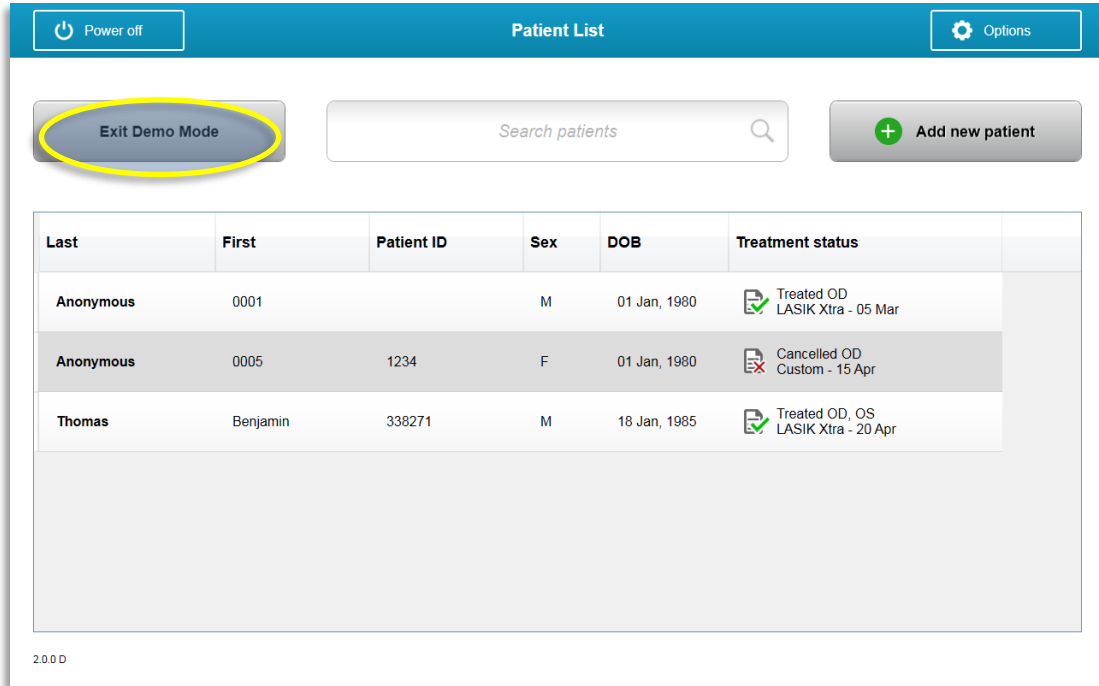 Power off
Patient List
Options
Exit Demo Mode
Search patients
Add new patient
Last First Patient ID Sex DOB Treatment status
Anonymous 0001 M 01 Jan, 1980 Treated OD
LASIK Xtra - 05 Mar
Anonymous 0005 1234 F 01 Jan, 1980 Cancelled OD
Custom - 15 Apr
Thomas Benjamin 338271 M 18 Jan, 1985 Treated OD, OS
LASIK Xtra - 20 Apr
2.0.0 D